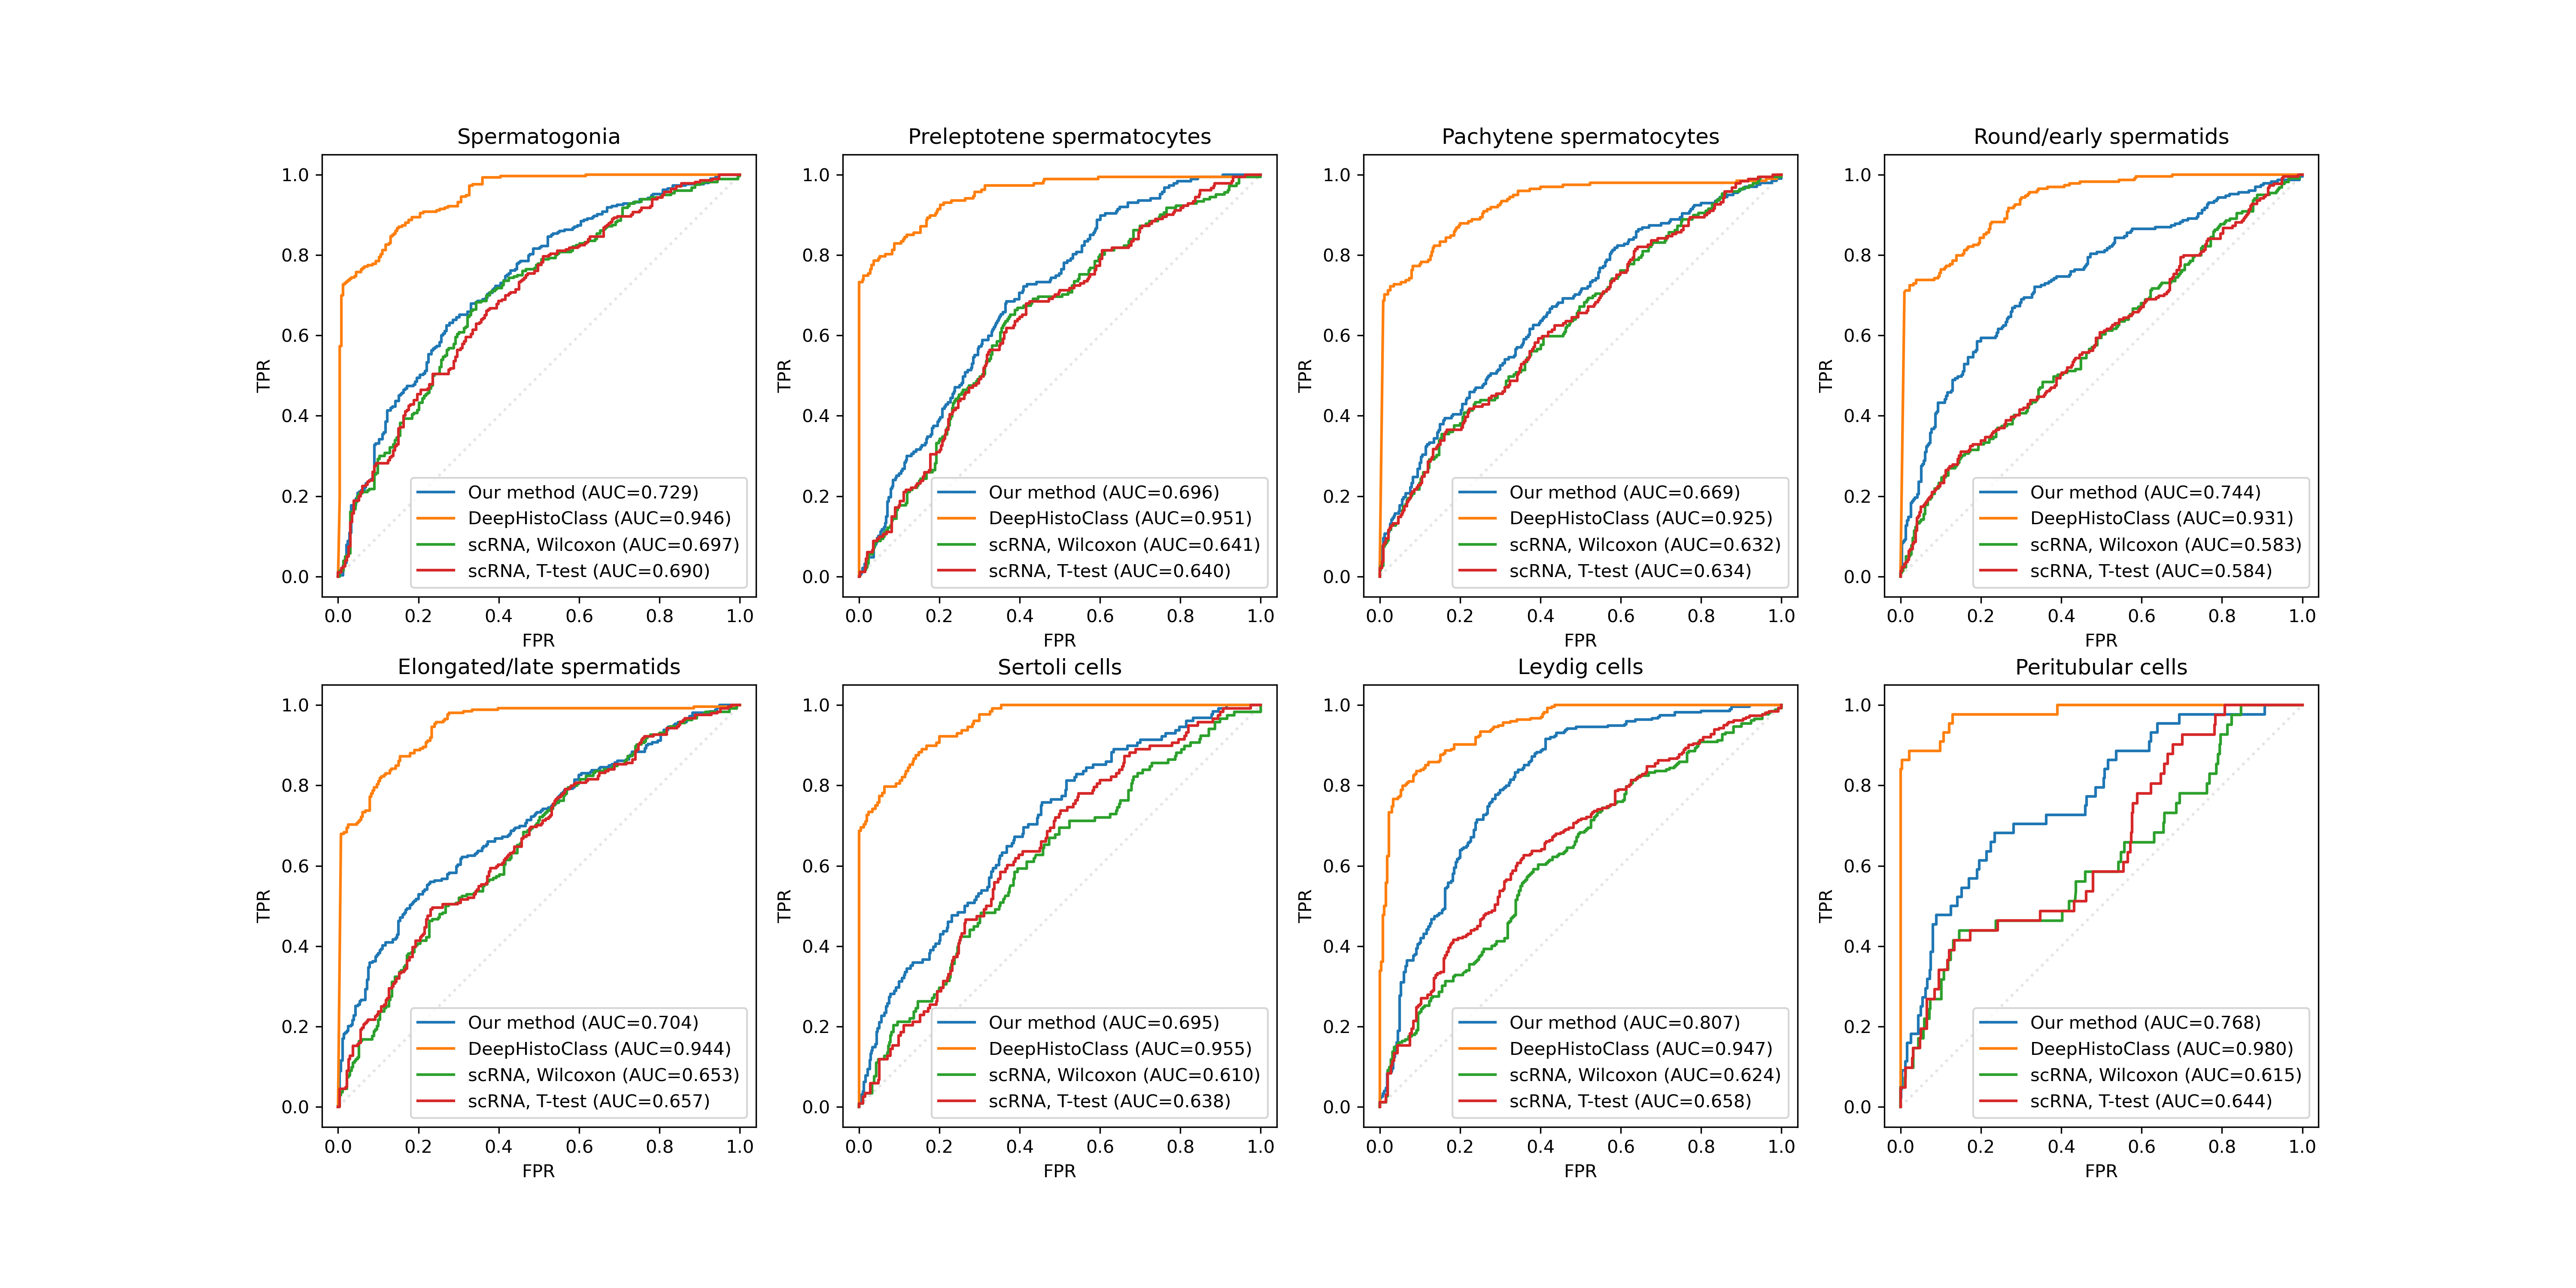 Spermatogonia
1.0
0.8
0.6
0.4
0.2
0.0
TPR
Our method (AUC=0.729)
DeepHistoClass (AUC=0.946)
scRNA, Wilcoxon (AUC=0.697)
scRNA, T-test (AUC=0.690)
0.0 0.2 0.4 0.6 0.8 1.0
FPR
Preleptotene spermatocytes
1.0
0.8
0.6
0.4
0.2
0.0
TPR
Our method (AUC=0.696)
DeepHistoClass (AUC=0.951)
scRNA, Wilcoxon (AUC=0.641)
scRNA, T-test (AUC=0.640)
0.0 0.2 0.4 0.6 0.8 1.0
FPR
Pachytene spermatocytes
1.0
0.8
0.6
0.4
0.2
0.0
TPR
Our method (AUC=0.669)
DeepHistoClass (AUC=0.925)
scRNA, Wilcoxon (AUC=0.632)
scRNA, T-test (AUC=0.634)
0.0 0.2 0.4 0.6 0.8 1.0
FPR
Round/early spermatids
1.0
0.8
0.6
0.4
0.2
0.0
TPR
Our method (AUC=0.744)
DeepHistoClass (AUC=0.931)
scRNA, Wilcoxon (AUC=0.583)
scRNA, T-test (AUC=0.584)
0.0 0.2 0.4 0.6 0.8 1.0
FPR
Elongated/late spermatids
1.0
0.8
0.6
0.4
0.2
0.0
TPR
Our method (AUC=0.704)
DeepHistoClass (AUC=0.944)
scRNA, Wilcoxon (AUC=0.653)
scRNA, T-test (AUC=0.657)
0.0 0.2 0.4 0.6 0.8 1.0
FPR
Sertoli cells
1.0
0.8
0.6
0.4
0.2
0.0
TPR
Our method (AUC=0.695)
DeepHistoClass (AUC=0.955)
scRNA, Wilcoxon (AUC=0.610)
scRNA, T-test (AUC=0.638)
0.0 0.2 0.4 0.6 0.8 1.0
FPR
Leydig cells
1.0
0.8
0.6
0.4
0.2
0.0
TPR
Our method (AUC=0.807)
DeepHistoClass (AUC=0.947)
scRNA, Wilcoxon (AUC=0.624)
scRNA, T-test (AUC=0.658)
0.0 0.2 0.4 0.6 0.8 1.0
FPR
Peritubular cells
1.0
0.8
0.6
0.4
0.2
0.0
TPR
Our method (AUC=0.768)
DeepHistoClass (AUC=0.980)
scRNA, Wilcoxon (AUC=0.615)
scRNA, T-test (AUC=0.644)
0.0 0.2 0.4 0.6 0.8 1.0
FPR